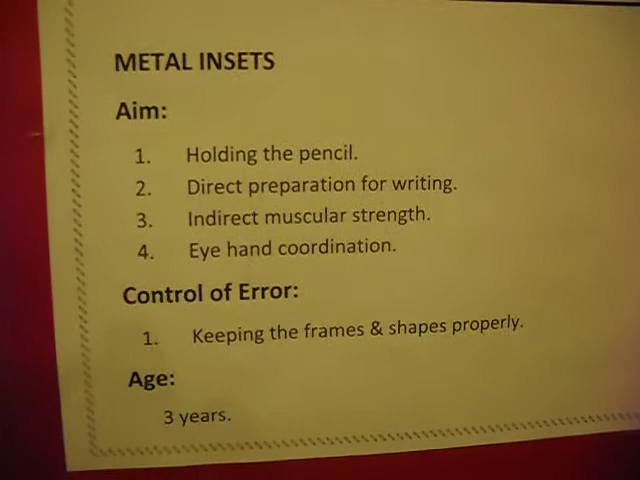 METAL INSETS
Aim:
1. Holding the pencil.
2. Direct preparation for writing.
3. Indirect muscular strength.
4. Eye hand coordination.
Control of Error:
1. Keeping the frames & shapes properly.
Age:
3 years.